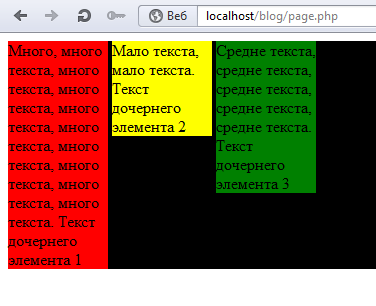 Веб localhost/blog/page.php
Много, много
текста, много
текста, много
текста, много
текста, много
текста, много
текста, много
текста, много
текста, много
текста. Текст
дочернего
элемента 1
Мало текста,
мало текста.
Текст
дочернего
элемента 2
Средне текста,
средне текста,
средне текста,
средне текста,
средне текста.
Текст
дочернего
элемента 3